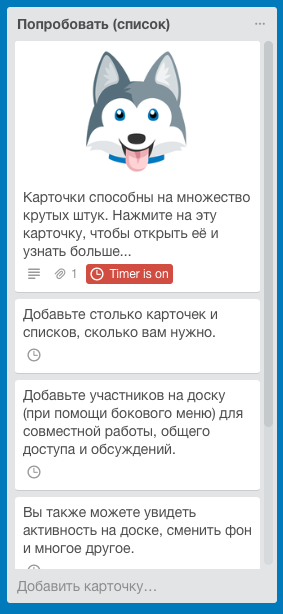 Попробовать (список)
Карточки способны на множество
крутых штук. Нажмите на эту
карточку, чтобы открыть её и
узнать больше...
1
Timer is on
Добавьте столько карточек и
списков, сколько вам нужно.
Добавьте участников на доску
(при помощи бокового меню) для
совместной работы, общего
доступа и обсуждений.
Вы также можете увидеть
активность на доске, сменить фон
и многое другое.
Добавить карточку…